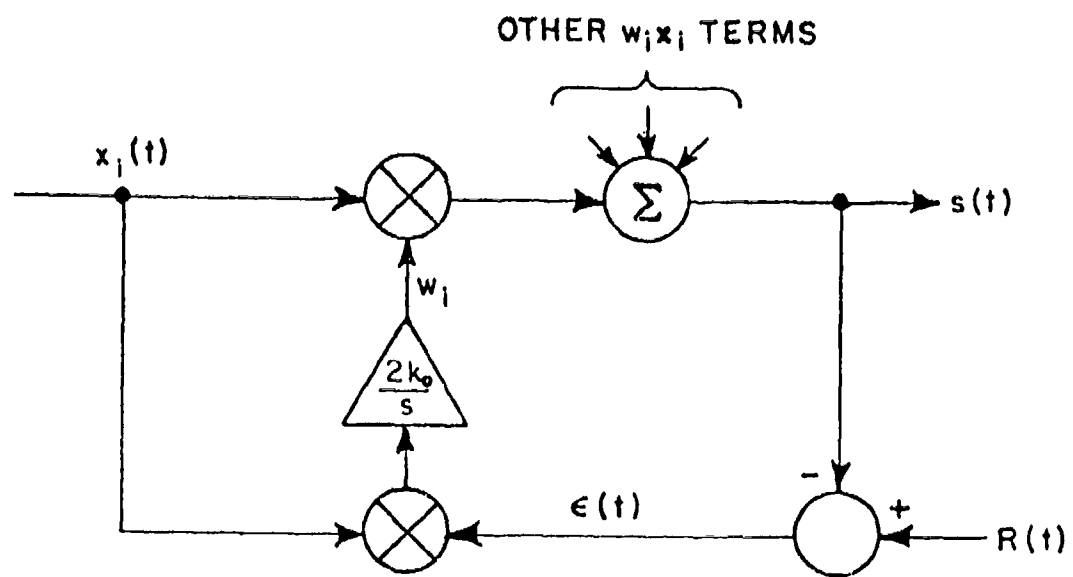 OTHER wᵢxᵢ TERMS
xᵢ(t)
Σ
s(t)
wᵢ
2k₀
s
-
+
ϵ(t)
R(t)